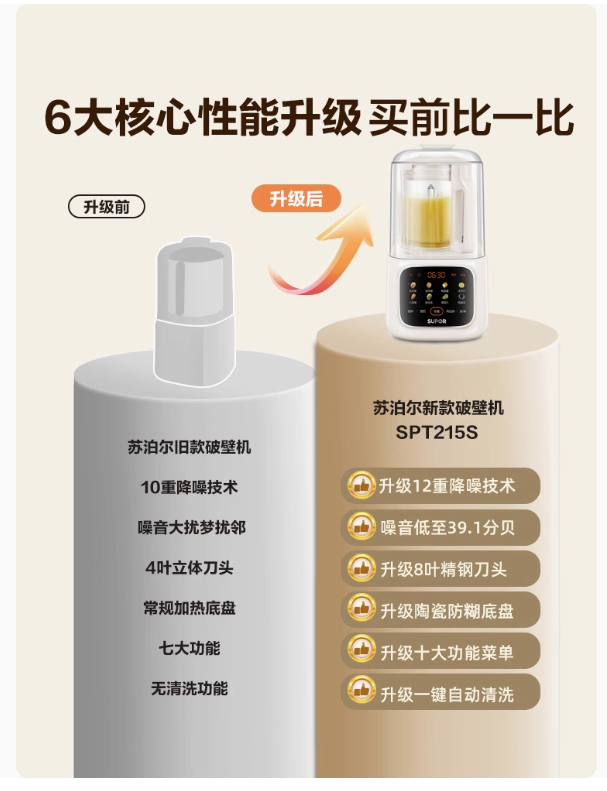 6大核心性能升级 买前比一比
升级前
升级后
06:30
SUPOR
苏泊尔旧款破壁机
10重降噪技术
噪音大扰梦扰邻
4叶立体刀头
常规加热底盘
七大功能
无清洗功能
苏泊尔新款破壁机
SPT215S
升级12重降噪技术
噪音低至39.1分贝
升级8叶精钢刀头
升级陶瓷防糊底盘
升级十大功能菜单
升级一键自动清洗